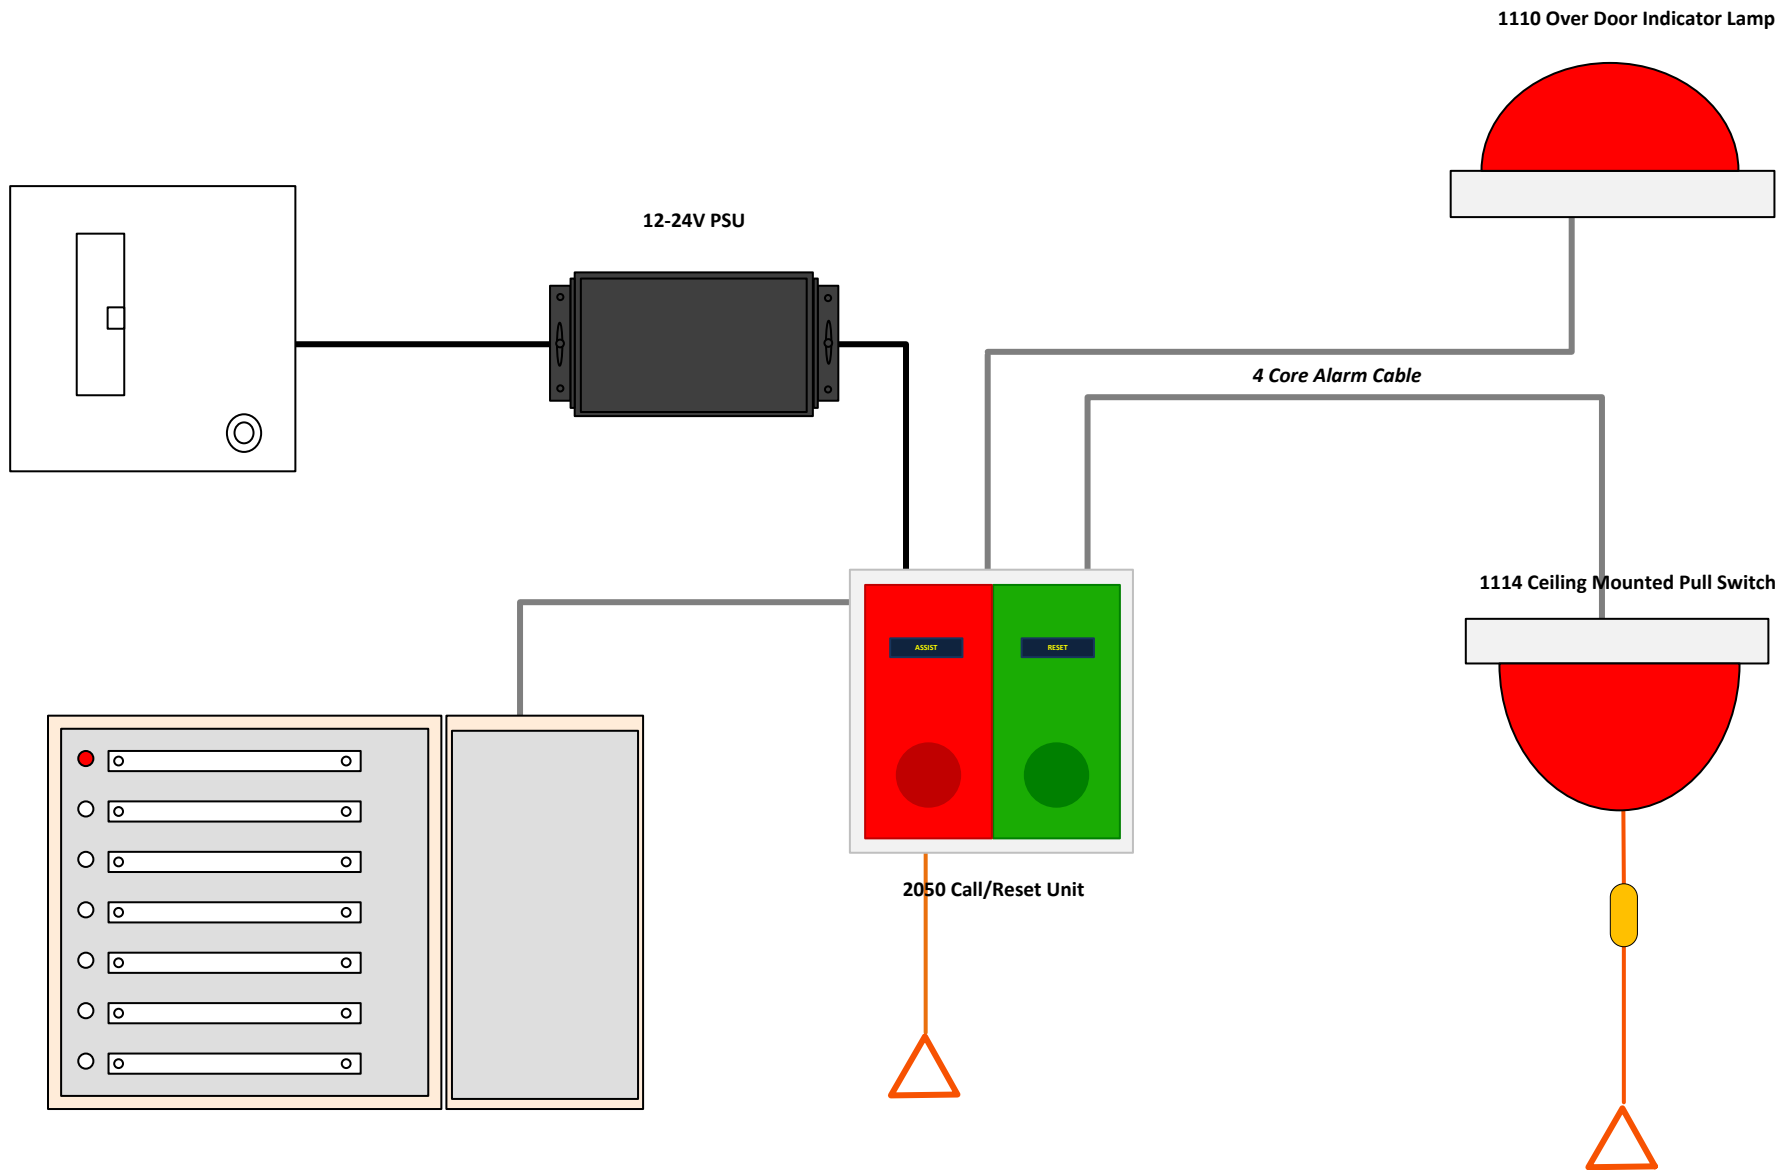 1110 Over Door Indicator Lamp
12-24V PSU
4 Core Alarm Cable
1114 Ceiling Mounted Pull Switch
ASSIST
RESET
2050 Call/Reset Unit